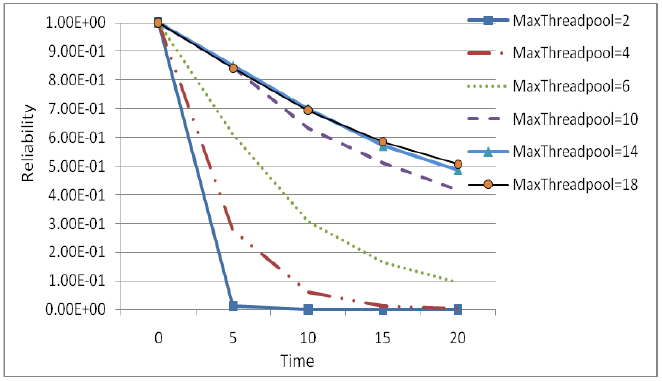 1.00E+00
9.00E-01
8.00E-01
7.00E-01
6.00E-01
5.00E-01
4.00E-01
3.00E-01
2.00E-01
1.00E-01
0.00E+00
Reliability
0 5 10 15 20
Time
MaxThreadpool=2
MaxThreadpool=4
MaxThreadpool=6
MaxThreadpool=10
MaxThreadpool=14
MaxThreadpool=18